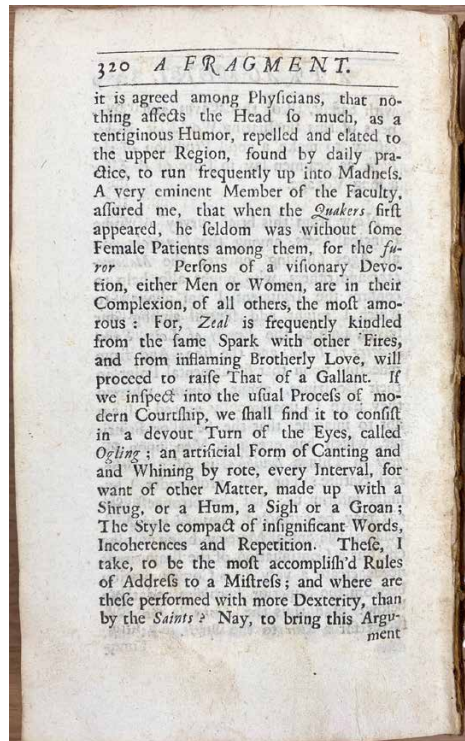 320 A FRAGMENT.
it is agreed among Phyſicians, that no-
thing affects the Head ſo much, as a
tentiginous Humor, repelled and elated to
the upper Region, found by daily pra-
ctice, to run frequently up into Madneſs.
A very eminent Member of the Faculty,
aſſured me, that when the Quakers firſt
appeared, he ſeldom was without ſome
Female Patients among them, for the fu-
ror Perſons of a viſionary Devo-
tion, either Men or Women, are in their
Complexion, of all others, the moſt amo-
rous : For, Zeal is frequently kindled
from the ſame Spark with other Fires,
and from inflaming Brotherly Love, will
proceed to raiſe That of a Gallant. If
we inſpect into the uſual Proceſs of mo-
dern Courtſhip, we ſhall find it to conſiſt
in a devout Turn of the Eyes, called
Ogling ; an artificial Form of Canting and
and Whining by rote, every Interval, for
want of other Matter, made up with a
Shrug, or a Hum, a Sigh or a Groan ;
The Style compact of inſignificant Words,
Incoherences and Repetition. Theſe, I
take, to be the moſt accompliſh'd Rules
of Addreſs to a Miſtreſs ; and where are
theſe performed with more Dexterity, than
by the Saints ? Nay, to bring this Argu-
ment